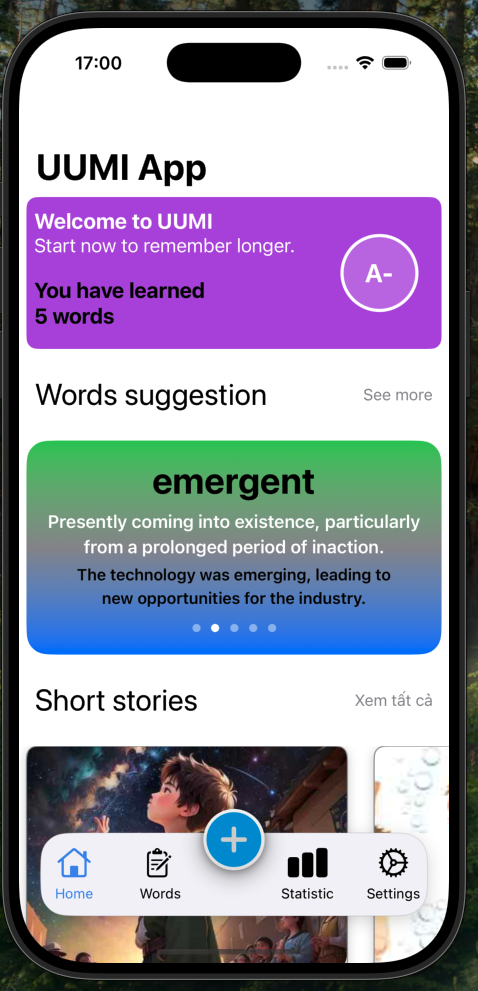 17:00
UUMI App
Welcome to UUMI
Start now to remember longer.
You have learned
5 words
A-
Words suggestion
See more
emergent
Presently coming into existence, particularly
from a prolonged period of inaction.
The technology was emerging, leading to
new opportunities for the industry.
Short stories
Xem tất cả
Home
Words
Statistic
Settings